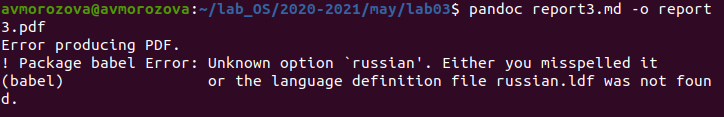 avmorozova@avmorozova:~/lab_OS/2020-2021/may/lab03$ pandoc report3.md -o report
3.pdf
Error producing PDF.
! Package babel Error: Unknown option `russian'. Either you misspelled it
(babel)                or the language definition file russian.ldf was not foun
d.